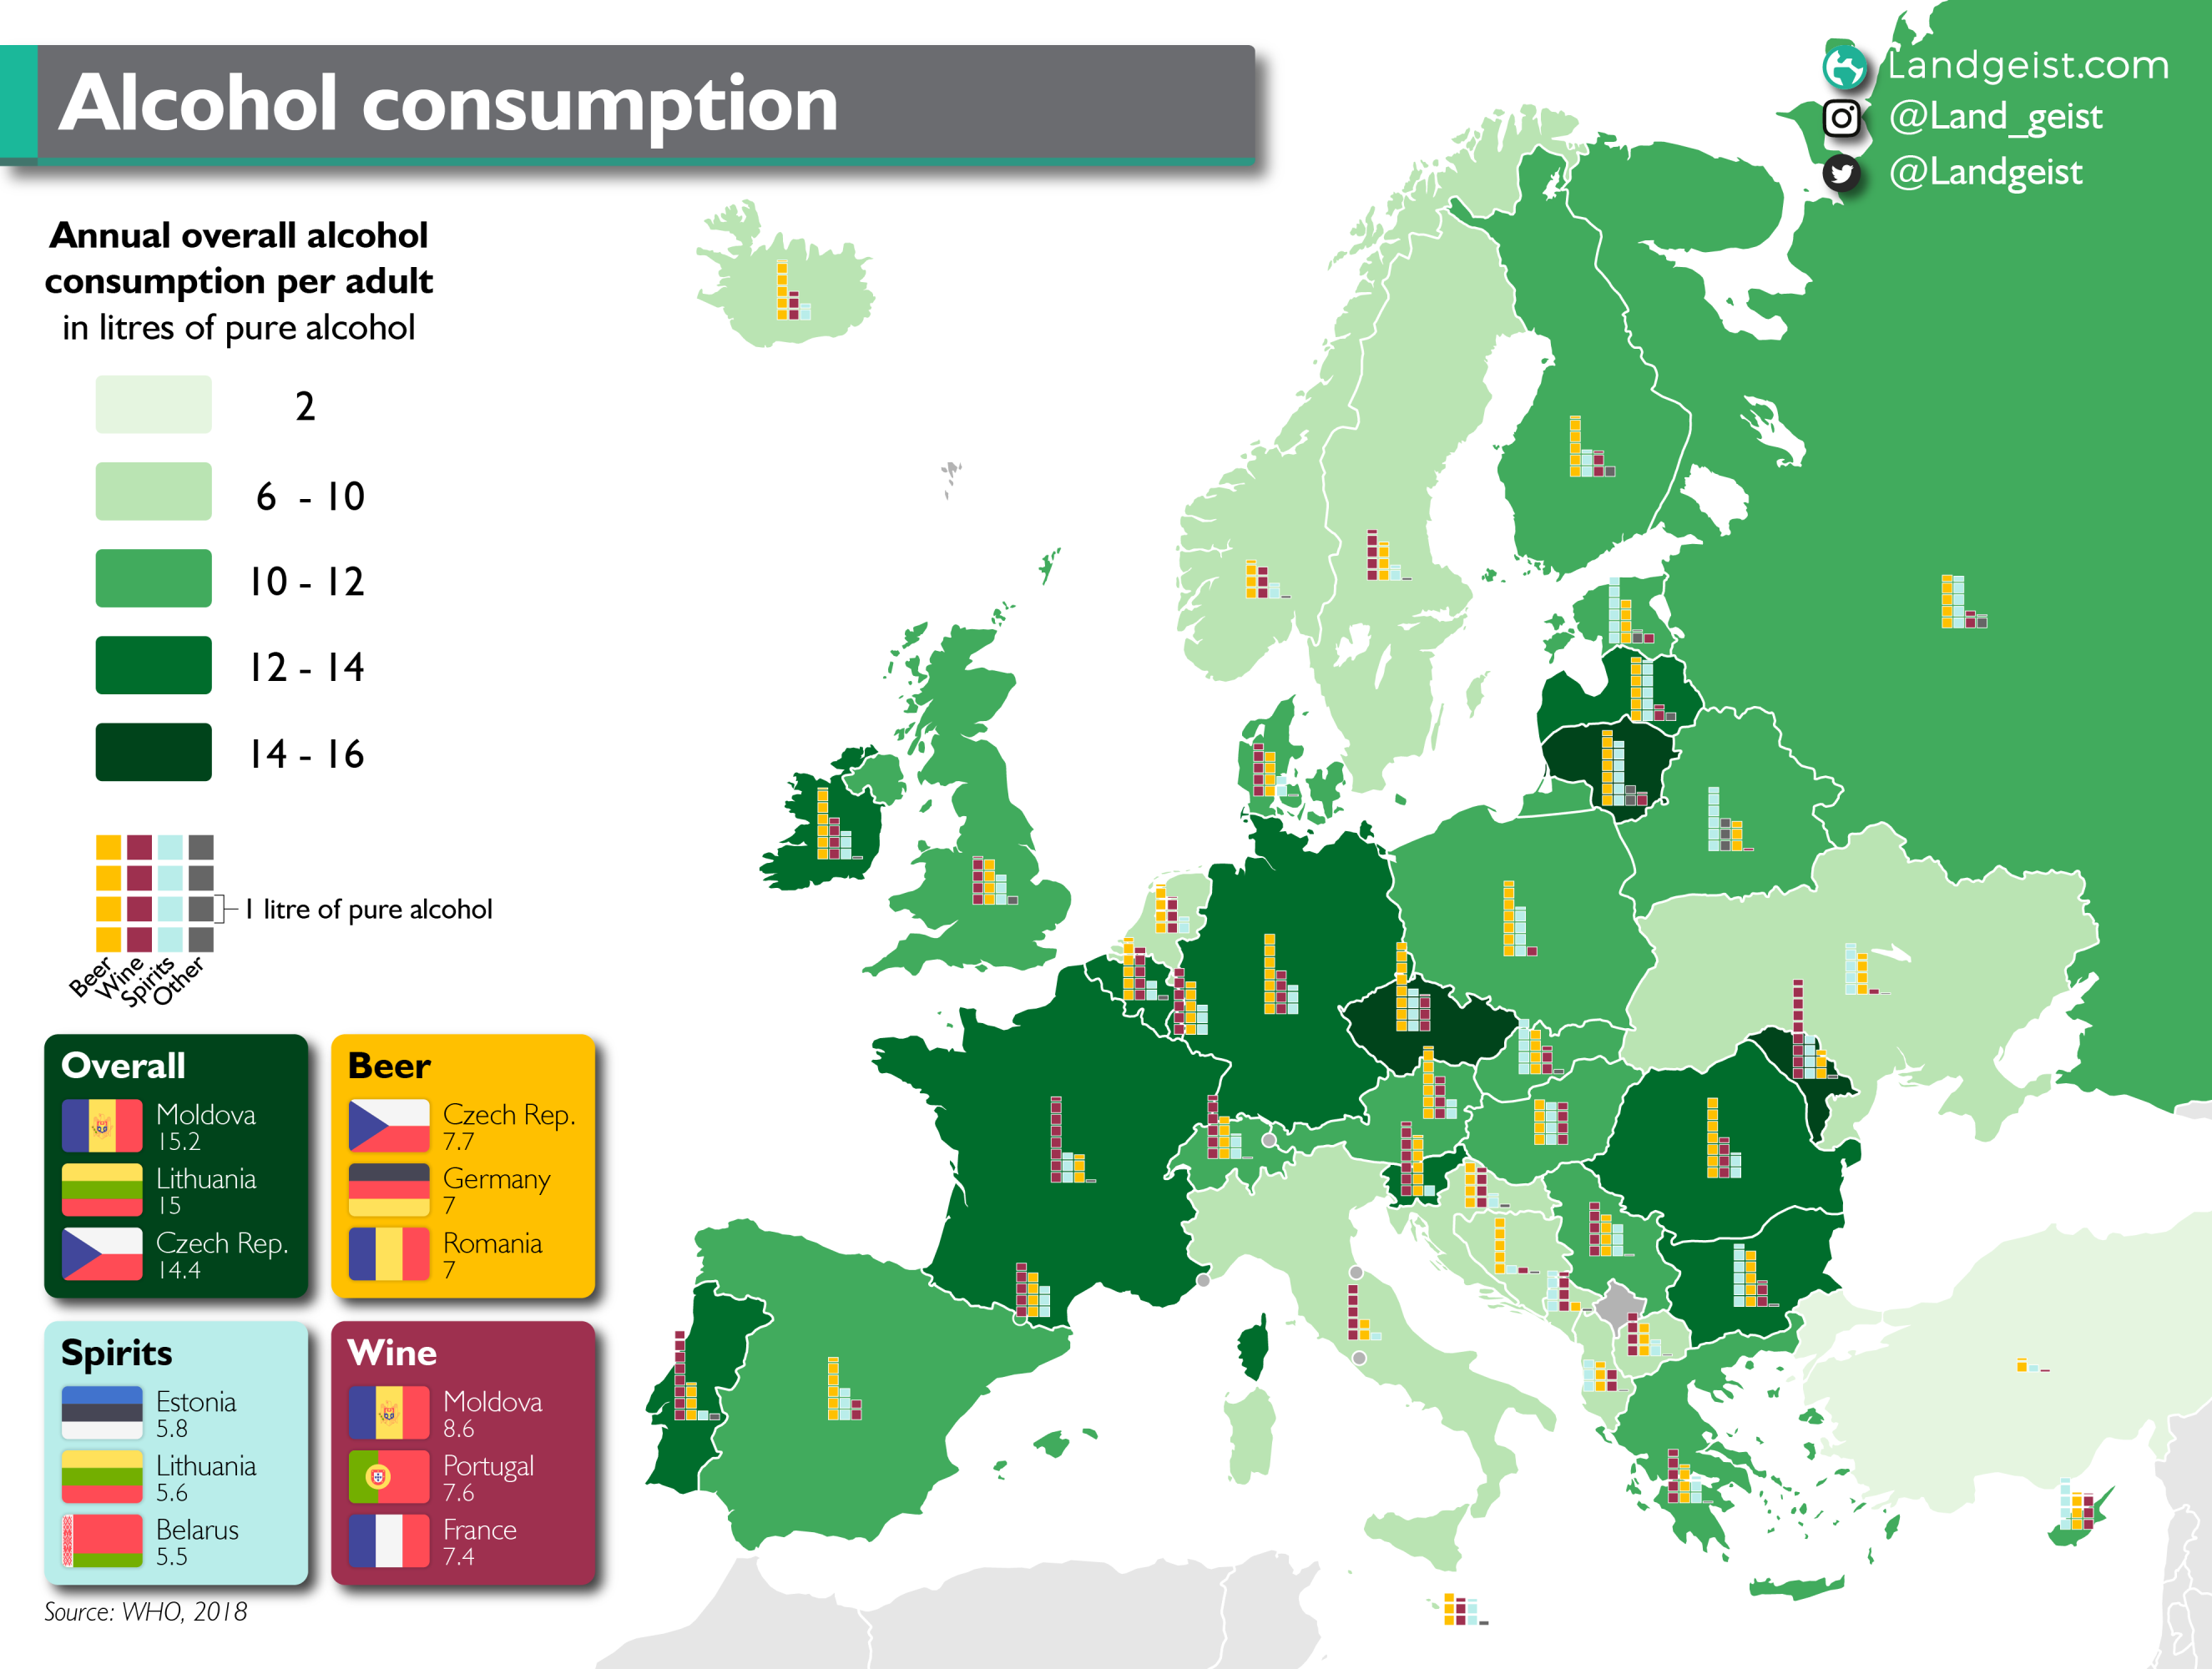 Alcohol consumption
Landgeist.com
@Land_geist
@Landgeist
Annual overall alcohol
consumption per adult
in litres of pure alcohol
2
6 - 10
10 - 12
12 - 14
14 - 16
1 litre of pure alcohol
Beer
Wine
Spirits
Other
Overall
Moldova
15.2
Lithuania
15
Czech Rep.
14.4
Beer
Czech Rep.
7.7
Germany
7
Romania
7
Spirits
Estonia
5.8
Lithuania
5.6
Belarus
5.5
Wine
Moldova
8.6
Portugal
7.6
France
7.4
Source: WHO, 2018